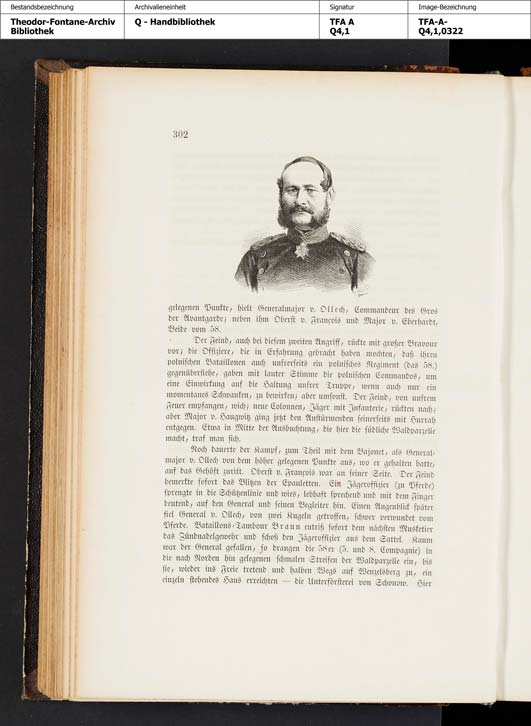 Bestandsbezeichnung
Archivalieneinheit
Signatur
Image-Bezeichnung
Theodor-Fontane-Archiv
Bibliothek
Q - Handbibliothek
TFA A
Q4,1
TFA-A-
Q4,1,0322
302
gelegenen Punkte, hielt Generalmajor v. Ollech, Commandeur des Gros
der Avantgarde; neben ihm Oberst v. François und Major v. Eberhardt,
Beide vom 58.
Der Feind, auch bei diesem zweiten Angriff, rückte mit großer Bravour
vor; die Offiziere, die in Erfahrung gebracht haben mochten, daß ihren
polnischen Bataillonen auch unsrerseits ein polnisches Regiment (das 58.)
gegenüberstehe, gaben mit lauter Stimme die polnischen Commandos, um
eine Einwirkung auf die Haltung unsrer Truppe, wenn auch nur ein
momentanes Schwanken, zu bewirken; aber umsonst. Der Feind, von unsrem
Feuer empfangen, wich; neue Colonnen, Jäger mit Infanterie, rückten nach;
aber Major v. Haugwitz ging jetzt den Anstürmenden seinerseits mit Hurrah
entgegen. Etwa in Mitte der Ausbuchtung, die hier die südliche Waldparzelle
macht, traf man sich.
Noch dauerte der Kampf, zum Theil mit dem Bajonet, als General-
major v. Ollech von dem höher gelegenen Punkte aus, wo er gehalten hatte,
auf das Gehöft zuritt. Oberst v. François war an seiner Seite. Der Feind
bemerkte sofort das Blitzen der Epauletten. Ein Jägeroffizier (zu Pferde)
sprengte in die Schützenlinie und wies, lebhaft sprechend und mit dem Finger
deutend, auf den General und seinen Begleiter hin. Einen Augenblick später
fiel General v. Ollech, von zwei Kugeln getroffen, schwer verwundet vom
Pferde. Bataillons-Tambour Braun entriß sofort dem nächsten Musketier
das Zündnadelgewehr und schoß den Jägeroffizier aus dem Sattel. Kaum
war der General gefallen, so drangen die 58er (5. und 8. Compagnie) in
die nach Norden hin gelegenen schmalen Streifen der Waldparzelle ein, bis
sie, wieder ins Freie tretend und halben Wegs auf Wenzelsberg zu, ein
einzeln stehendes Haus erreichten — die Unterförsterei von Schonow. Hier